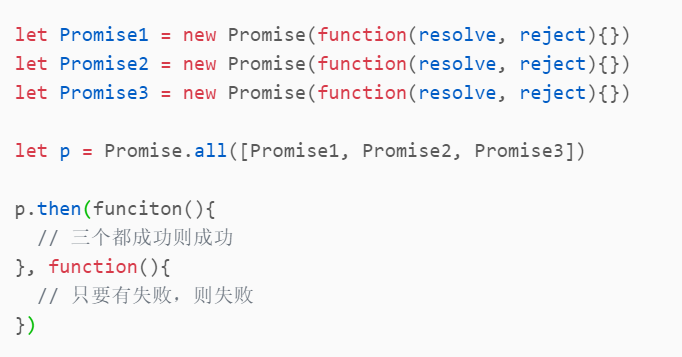 let Promise1 = new Promise(function(resolve, reject){})
let Promise2 = new Promise(function(resolve, reject){})
let Promise3 = new Promise(function(resolve, reject){})
let p = Promise.all([Promise1, Promise2, Promise3])
p.then(funciton(){
// 三个都成功则成功
}, function(){
// 只要有失败，则失败
})